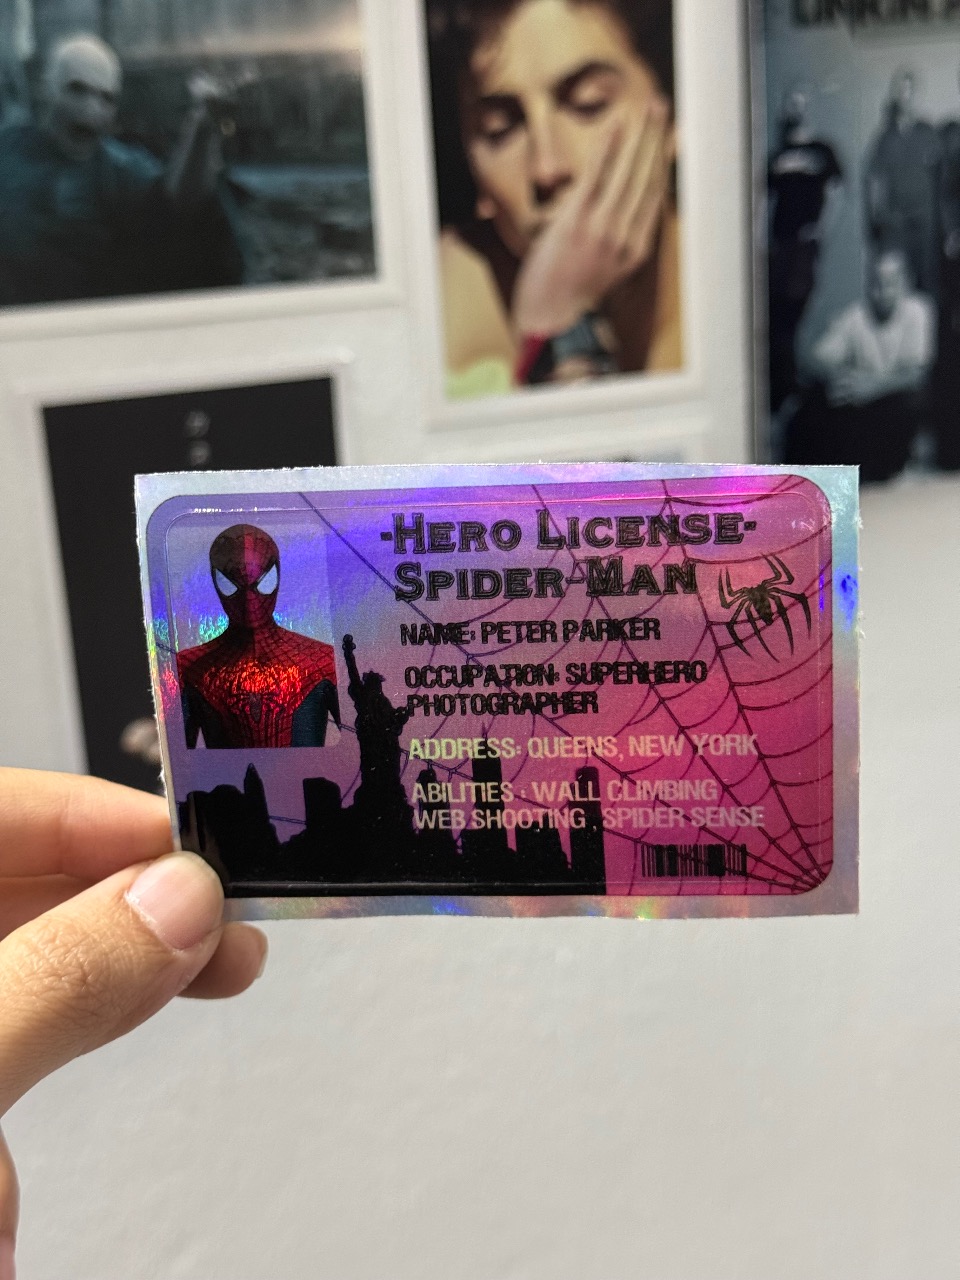 -HERO LICENSE-
SPIDER-MAN
NAME: PETER PARKER
OCCUPATION: SUPERHERO
PHOTOGRAPHER
ADDRESS: QUEENS, NEW YORK
ABILITIES : WALL CLIMBING
WEB SHOOTING SPIDER SENSE